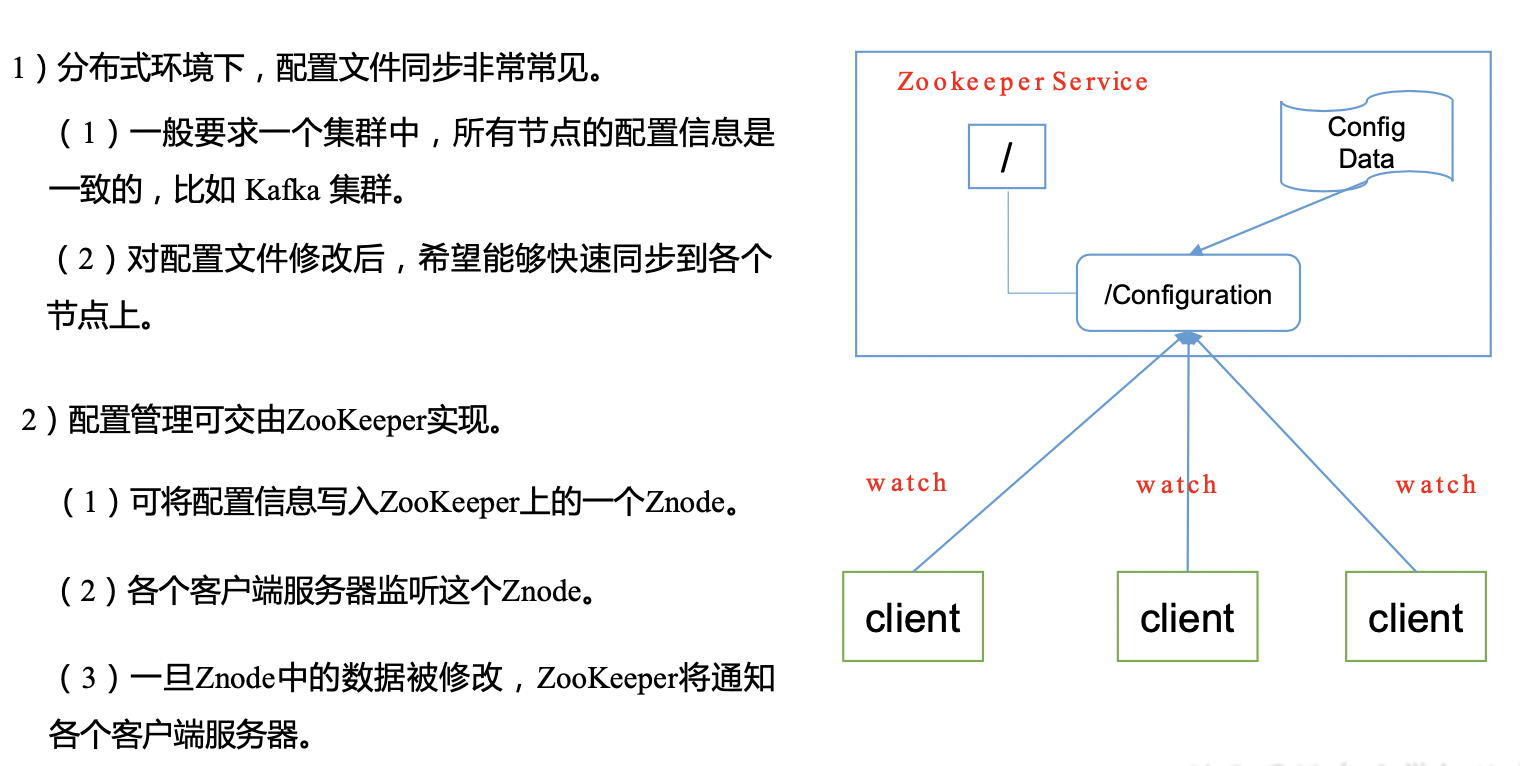 1）分布式环境下，配置文件同步非常常见。
（1）一般要求一个集群中，所有节点的配置信息是
一致的，比如 Kafka 集群。
（2）对配置文件修改后，希望能够快速同步到各个
节点上。
2）配置管理可交由ZooKeeper实现。
（1）可将配置信息写入ZooKeeper上的一个Znode。
（2）各个客户端服务器监听这个Znode。
（3）一旦Znode中的数据被修改，ZooKeeper将通知
各个客户端服务器。
Zookeeper Service
/
Config
Data
/Configuration
watch
watch
watch
client
client
client